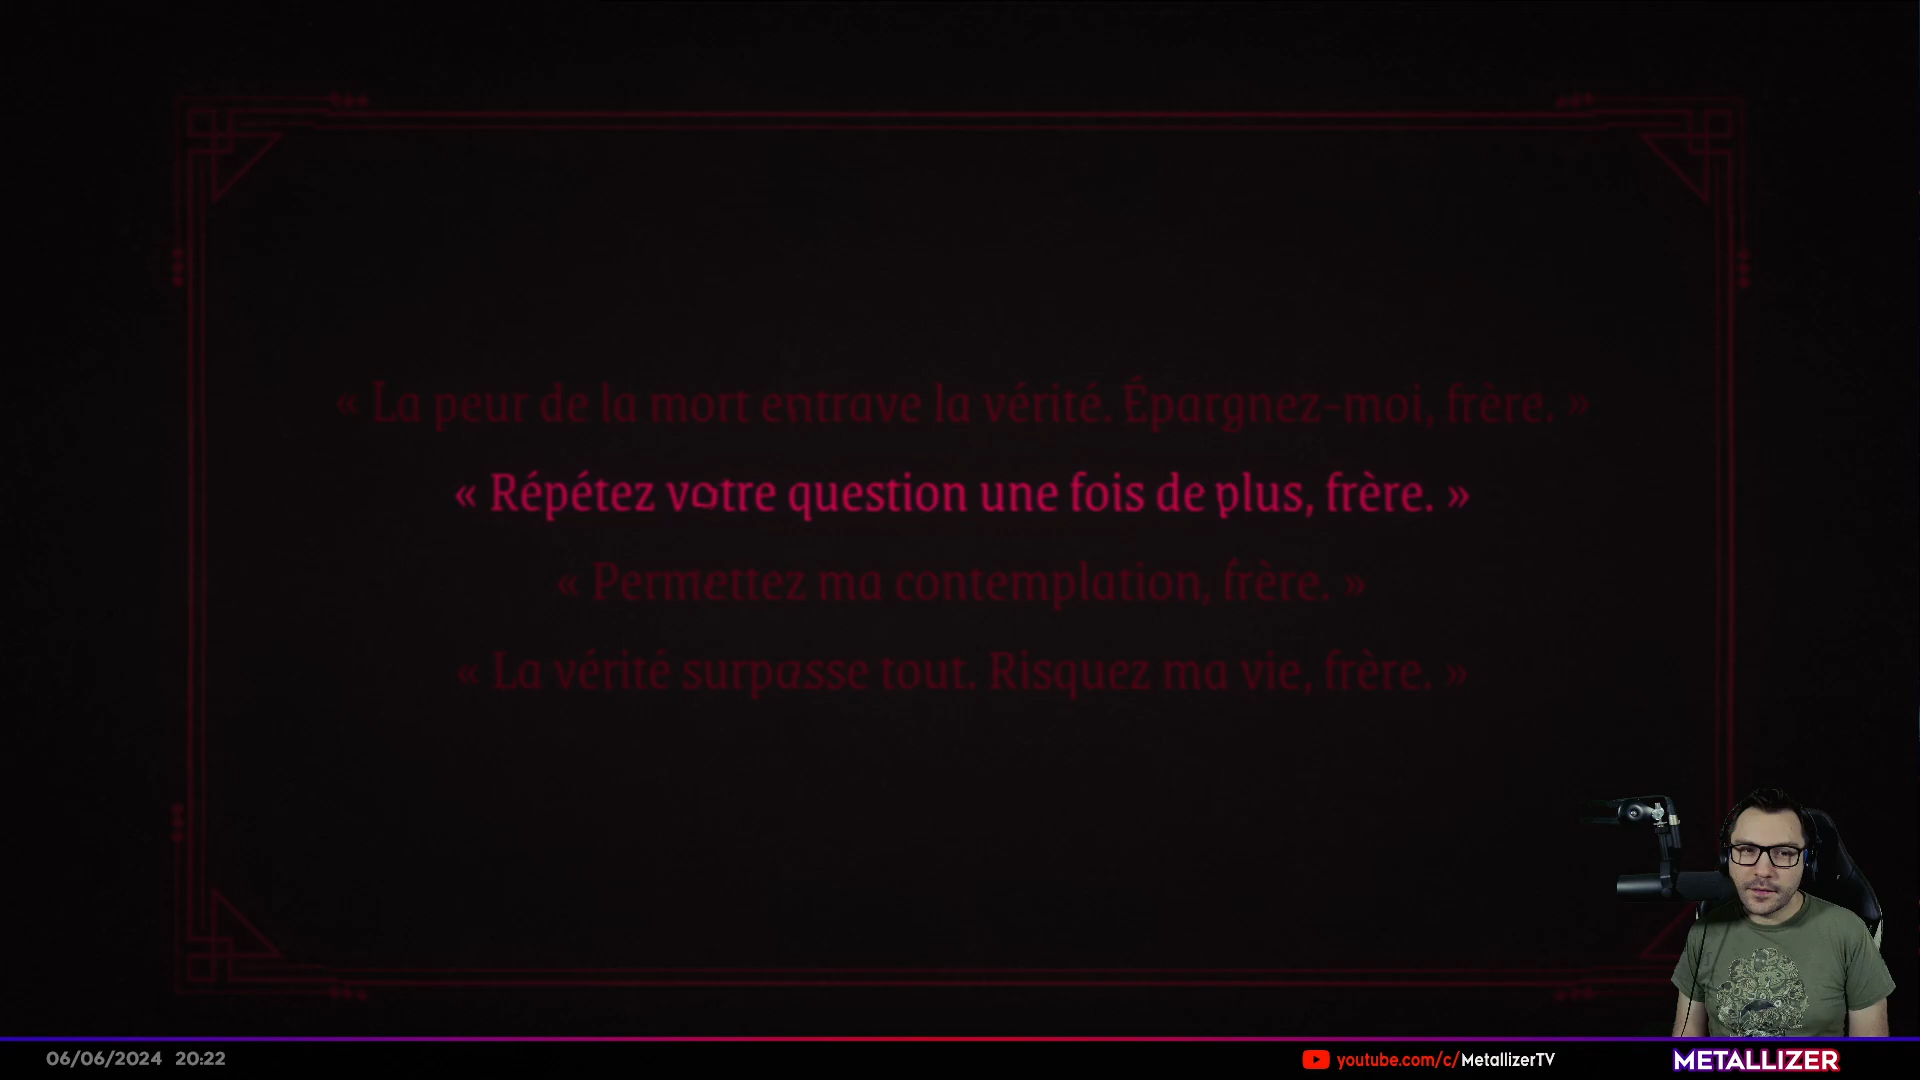 « La peur de la mort entrave la vérité. Épargnez-moi, frère. »
« Répétez votre question une fois de plus, frère. »
« Permettez ma contemplation, frère. »
« La vérité surpasse tout. Risquez ma vie, frère. »
06/06/2024 20:22
youtube.com/c/MetallizerTV
METALLIZER